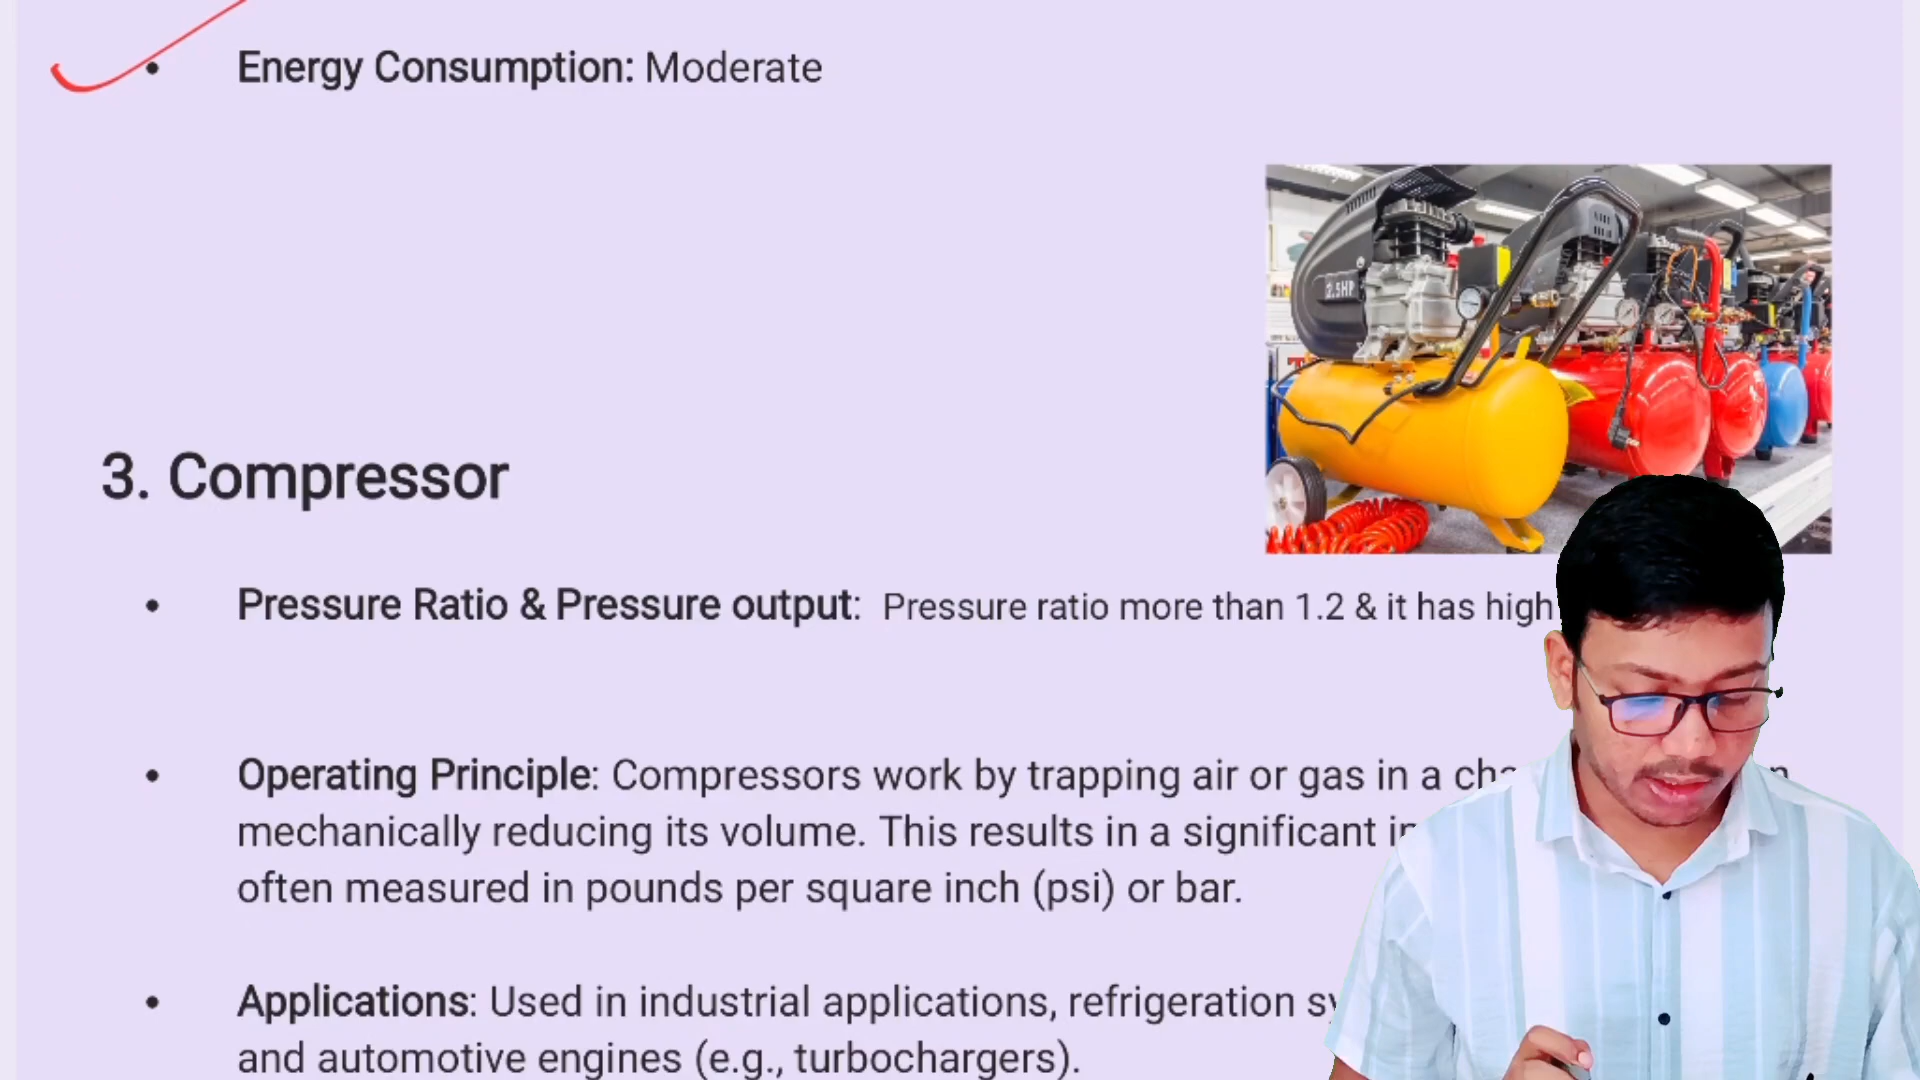 • Energy Consumption: Moderate
2.5HP
3. Compressor
• Pressure Ratio & Pressure output: Pressure ratio more than 1.2 & it has high
• Operating Principle: Compressors work by trapping air or gas in a
mechanically reducing its volume. This results in a significant
often measured in pounds per square inch (psi) or bar.
• Applications: Used in industrial applications, refrigeration
and automotive engines (e.g., turbochargers).